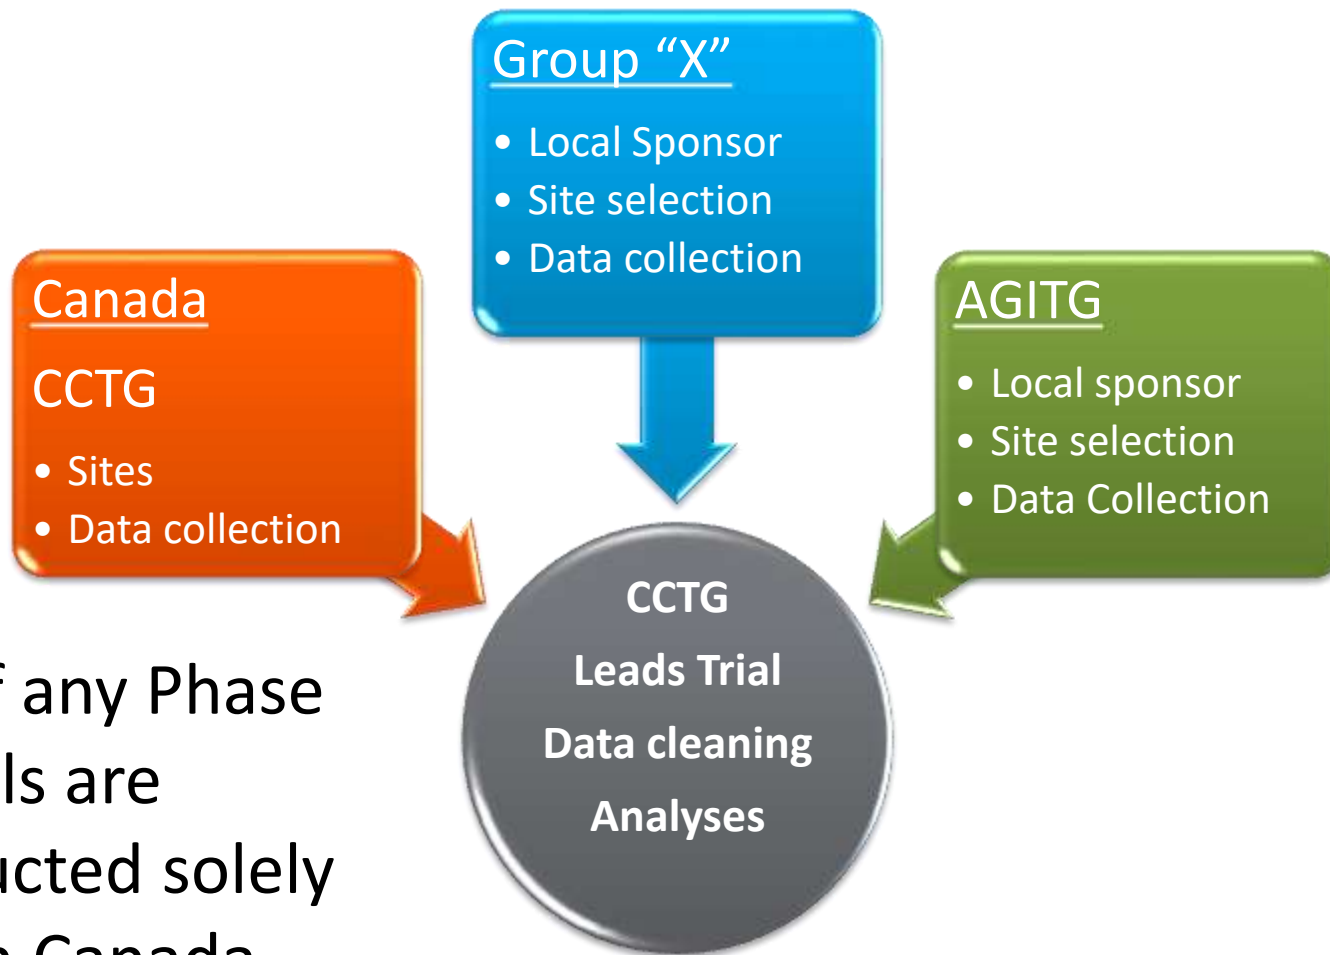 Group “X”
• Local Sponsor
• Site selection
• Data collection
Canada
CCTG
• Sites
• Data collection
AGITG
• Local sponsor
• Site selection
• Data Collection
CCTG
Leads Trial
Data cleaning
Analyses
any Phase
ls are
ucted solely
Canada